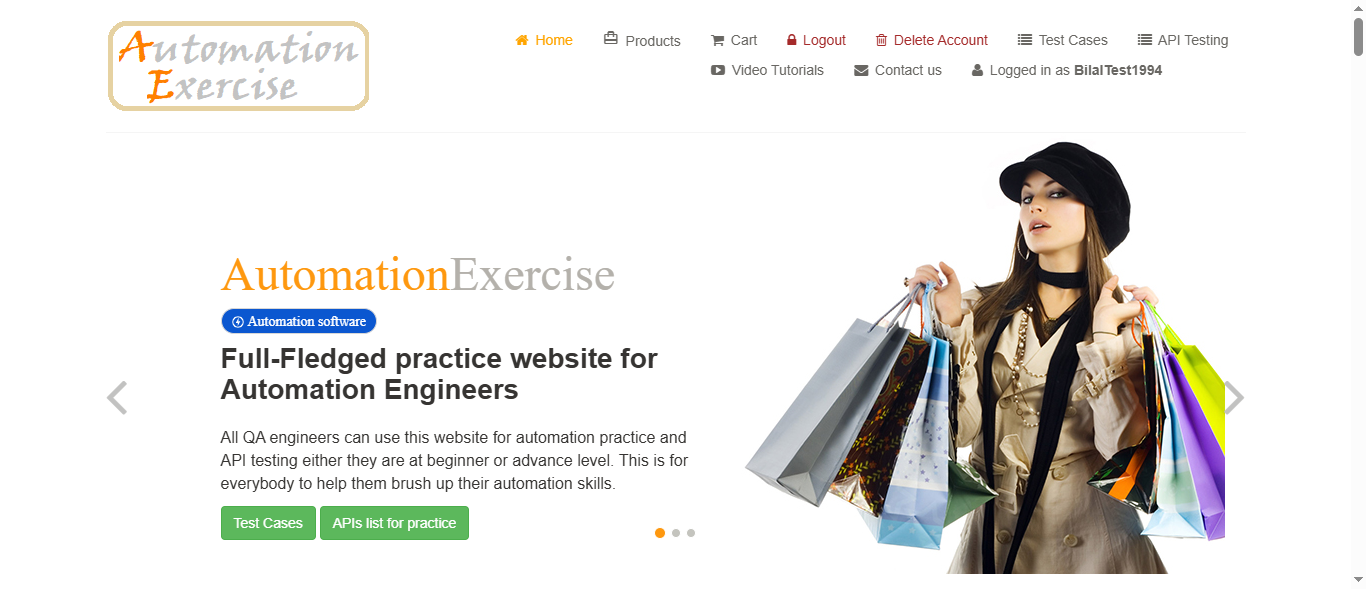 Automation
Exercise
Home Products Cart Logout Delete Account Test Cases API Testing
Video Tutorials Contact us Logged in as BilalTest1994
AutomationExercise
Automation software
Full-Fledged practice website for
Automation Engineers
All QA engineers can use this website for automation practice and
API testing either they are at beginner or advance level. This is for
everybody to help them brush up their automation skills.
Test Cases APIs list for practice